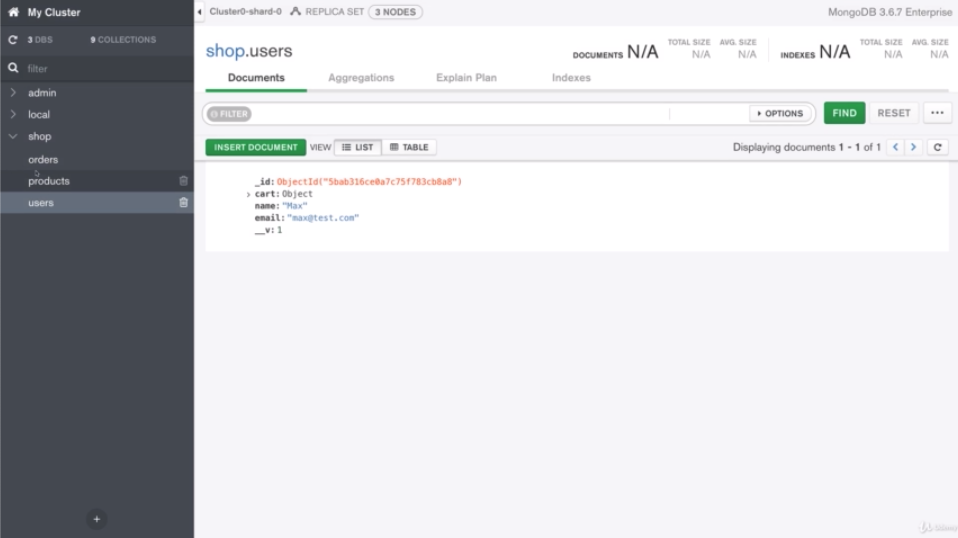 My Cluster
3 DBS 9 COLLECTIONS
filter
admin
local
shop
orders
products
users
Cluster0-shard-0 REPLICA SET 3 NODES MongoDB 3.6.7 Enterprise
shop.users
DOCUMENTS N/A TOTAL SIZE N/A AVG. SIZE N/A INDEXES N/A TOTAL SIZE N/A AVG. SIZE N/A
Documents Aggregations Explain Plan Indexes
FILTER OPTIONS FIND RESET ...
INSERT DOCUMENT VIEW LIST TABLE Displaying documents 1 - 1 of 1
_id: ObjectId("5bab316ce0a7c75f783cb8a8")
cart: Object
name: "Max"
email: "max@test.com"
__v: 1
Udemy